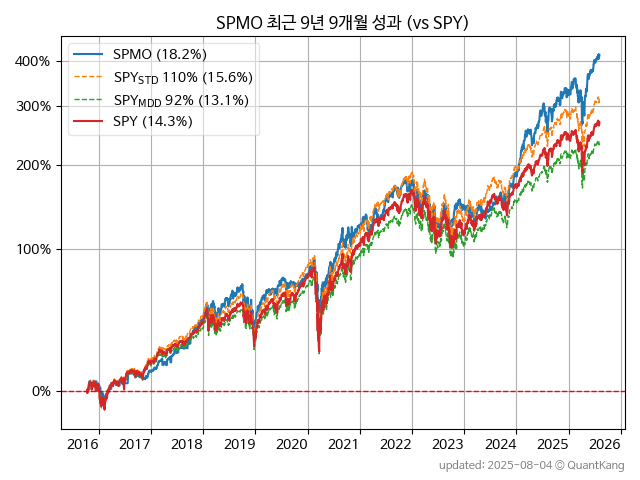 SPMO 최근 9년 9개월 성과 (vs SPY)
SPMO (18.2%)
SPY_STD 110% (15.6%)
SPY_MDD 92% (13.1%)
SPY (14.3%)
400%
300%
200%
100%
0%
2016 2017 2018 2019 2020 2021 2022 2023 2024 2025 2026
updated: 2025-08-04 © QuantKang